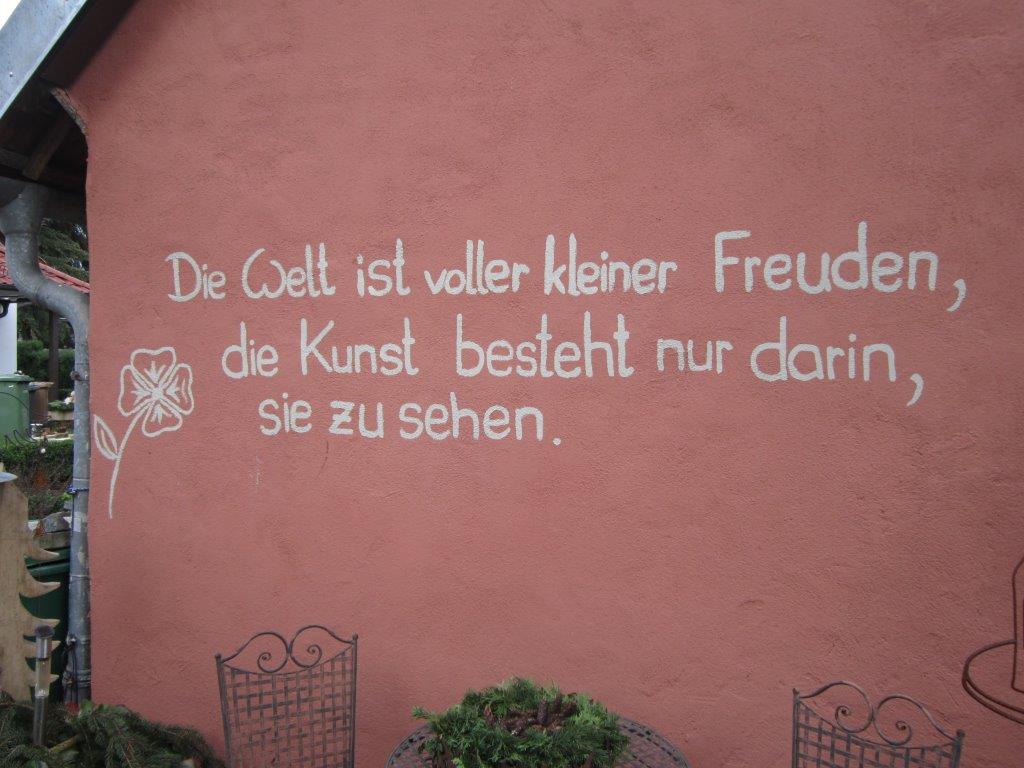 Die Welt ist voller kleiner Freuden,
die Kunst besteht nur darin,
sie zu sehen.